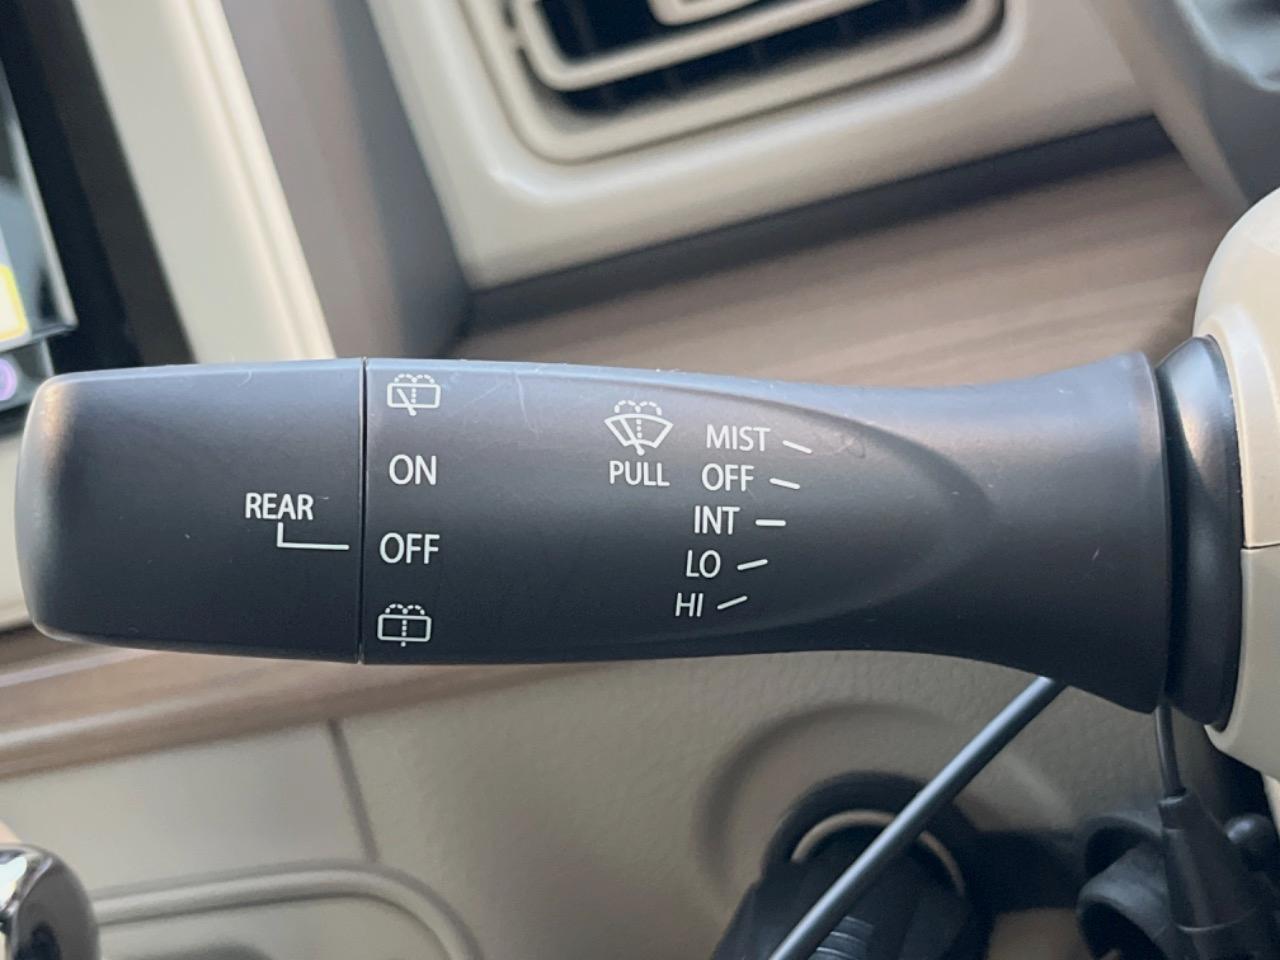 REAR
ON
OFF
PULL
MIST
OFF
INT
LO
HI